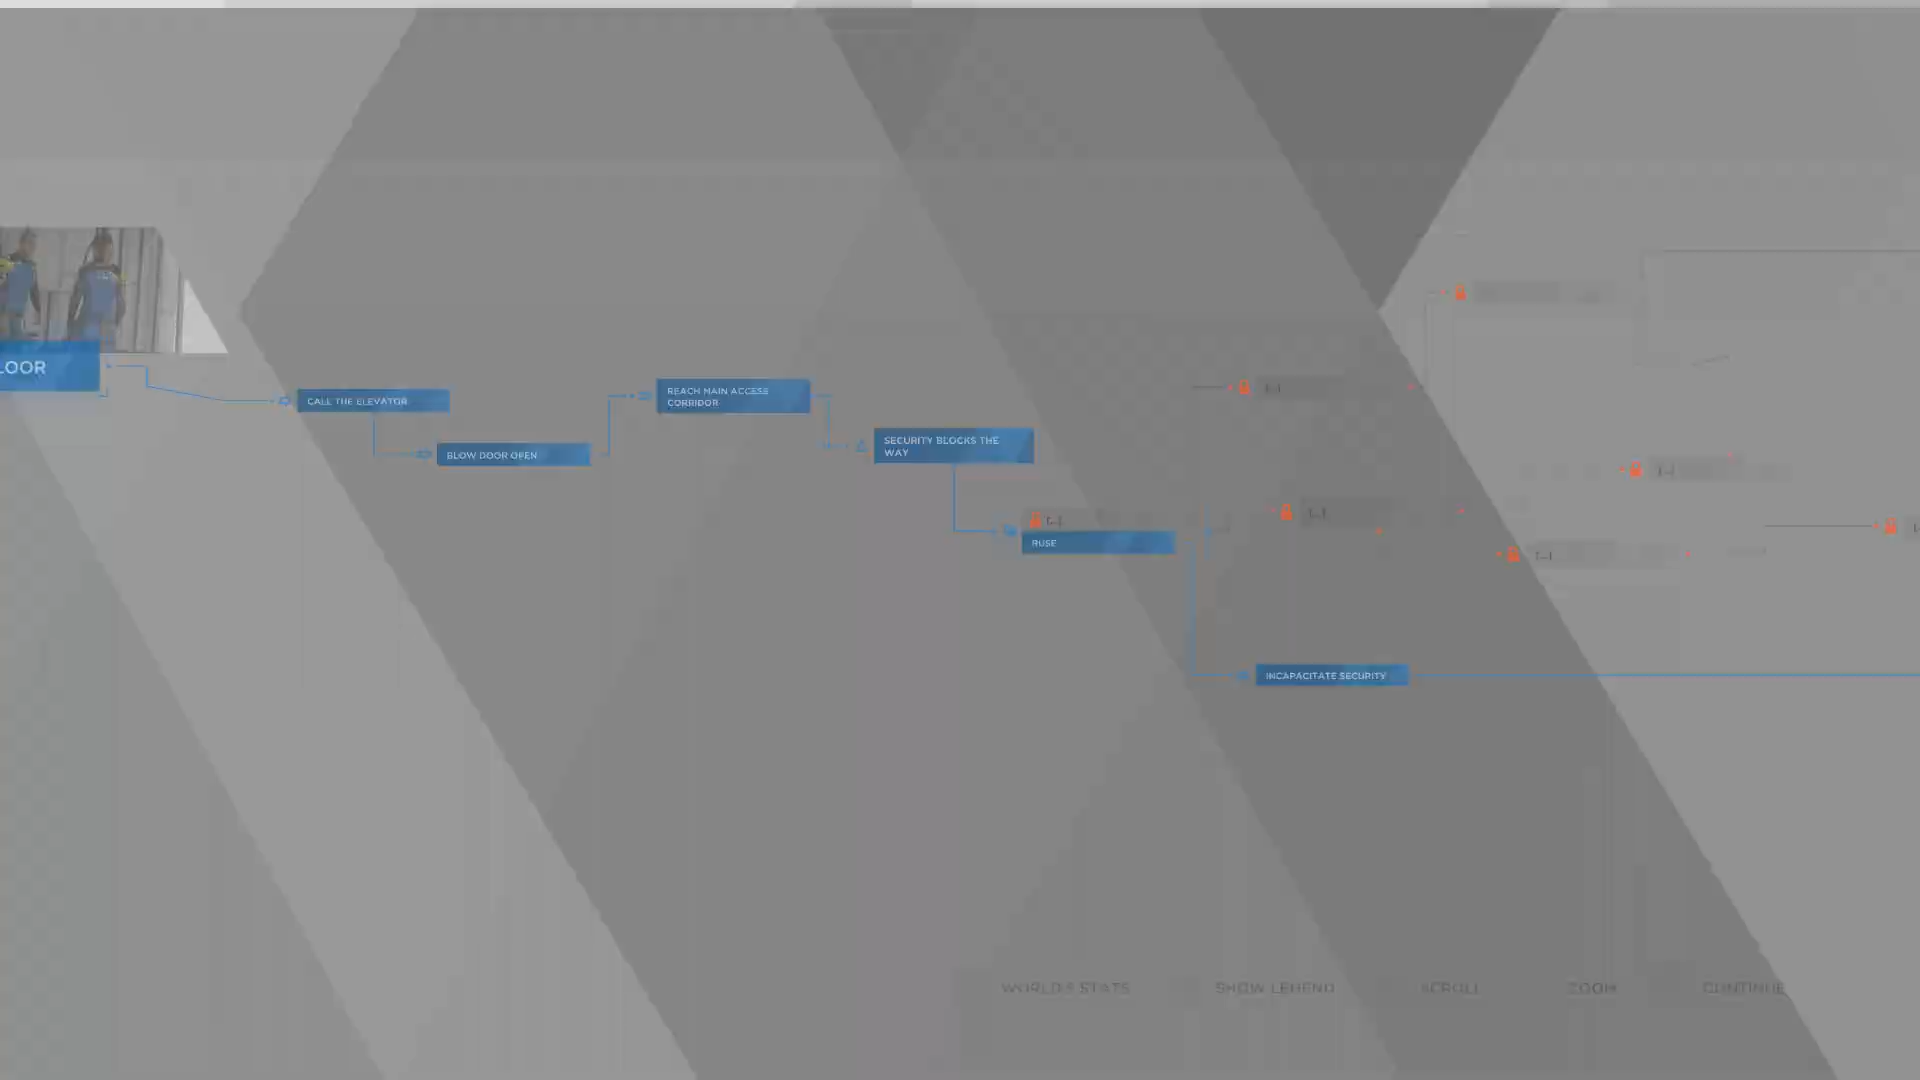 LOOR
CALL THE ELEVATOR
BLOW DOOR OPEN
REACH MAIN ACCESS
CORRIDOR
SECURITY BLOCKS THE
WAY
[...]
RUSE
[...]
[...]
[...]
[...]
INCAPACITATE SECURITY
WORLD STATS
SHOW LEGEND
SCROLL
ZOOM
CONTINUE